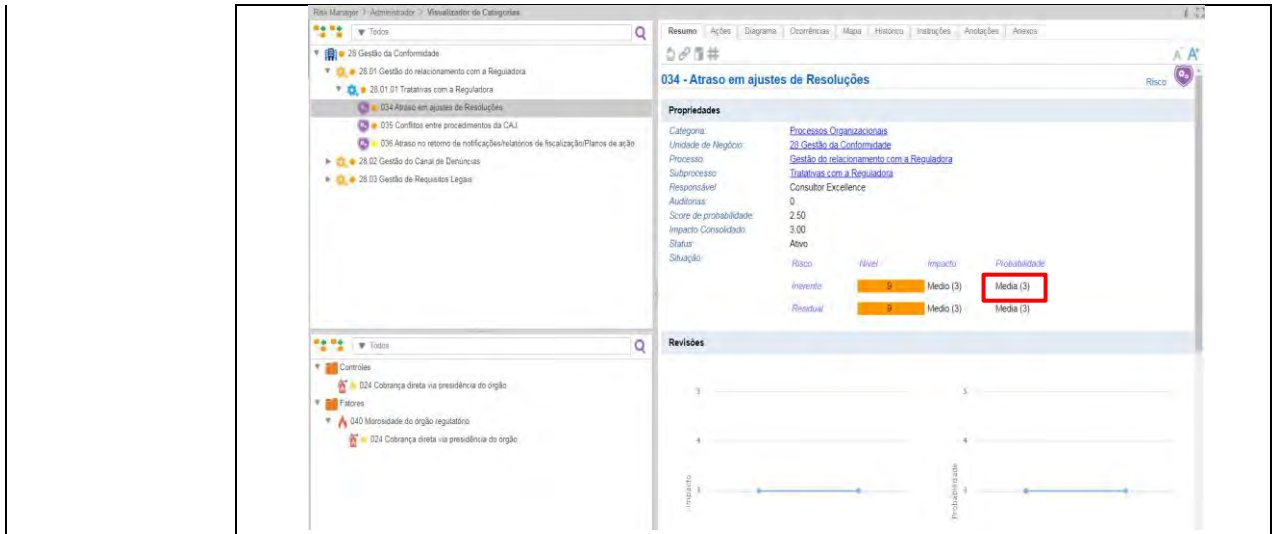 Risk Manager > Administrador > Visualizador de Categorias
Todos
28 Gestão da Conformidade
28.01 Gestão do relacionamento com a Reguladora
28.01.01 Tratativas com a Reguladora
034 Atraso em ajustes de Resoluções
035 Conflitos entre procedimentos da CAJ
036 Atraso no retorno de notificações/relatórios de fiscalização/Planos de ação
28.02 Gestão do Canal de Denúncias
28.03 Gestão de Requisitos Legais
Todos
Controles
024 Cobrança direta via presidência do órgão
Fatores
040 Morosidade do órgão regulatório
024 Cobrança direta via presidência do órgão
Resumo Ações Diagrama Ocorrências Mapa Histórico Instruções Anotações Anexos
A- A+
034 - Atraso em ajustes de Resoluções Risco
Propriedades
Categoria: Processos Organizacionais
Unidade de Negócio: 28 Gestão da Conformidade
Processo Gestão do relacionamento com a Reguladora
Subprocesso Tratativas com a Reguladora
Responsável Consultor Excellence
Auditorias: 0
Score de probabilidade: 2.50
Impacto Consolidado: 3.00
Status: Ativo
Situação: Risco Nível Impacto Probabilidade
Inerente 9 Medio (3) Media (3)
Residual 9 Medio (3) Media (3)
Revisões
5 5
4 4
3 3
Impacto Probabilidade